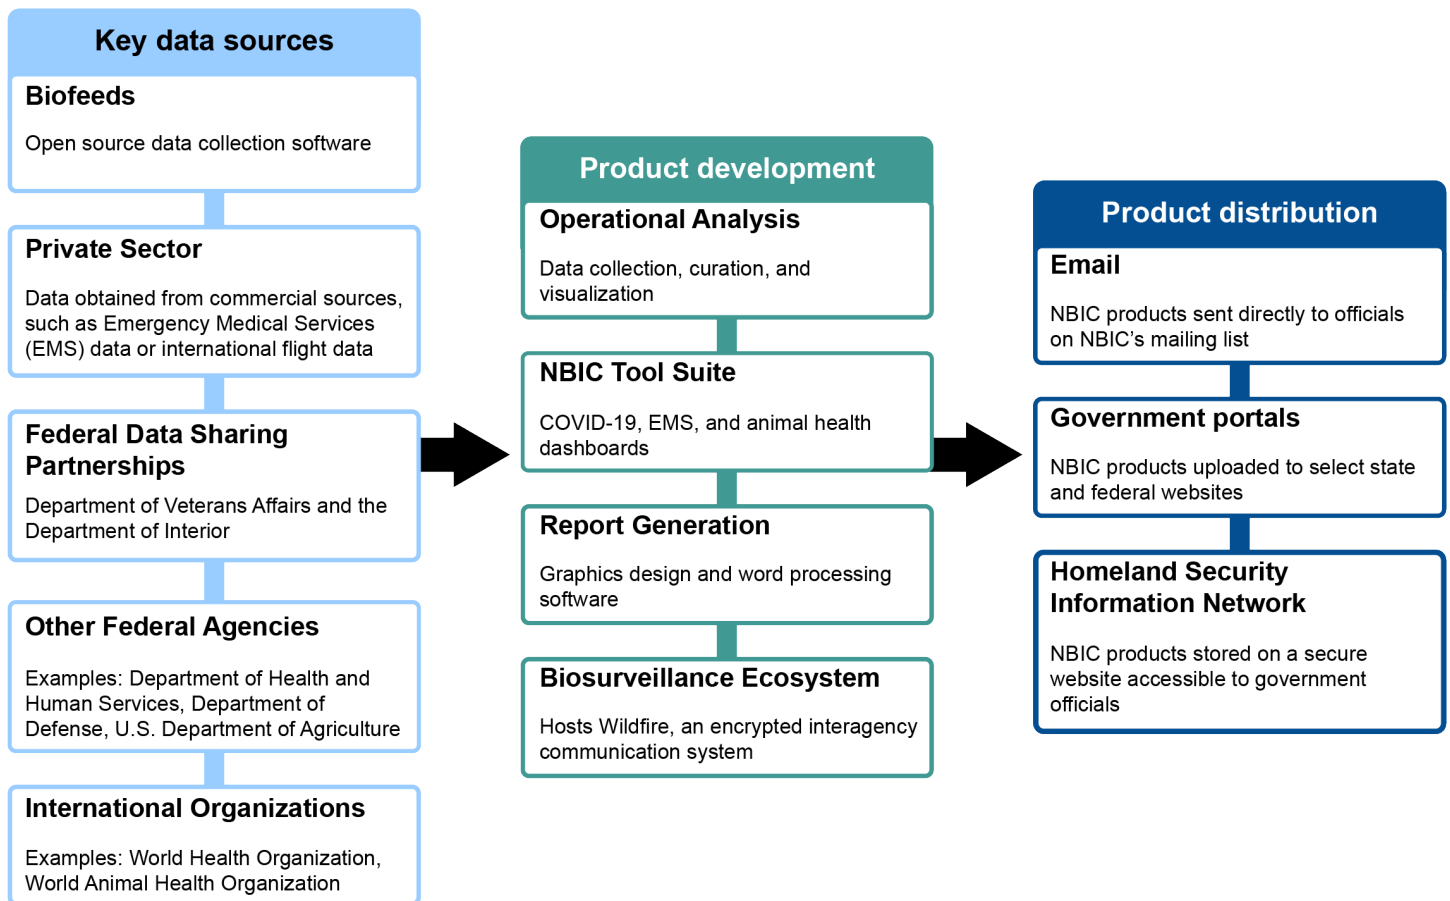 Key data sources
Biofeeds
Open source data collection software
Private Sector
Data obtained from commercial sources,
such as Emergency Medical Services
(EMS) data or international flight data
Federal Data Sharing
Partnerships
Department of Veterans Affairs and the
Department of Interior
Other Federal Agencies
Examples: Department of Health and
Human Services, Department of
Defense, U.S. Department of Agriculture
International Organizations
Examples: World Health Organization,
World Animal Health Organization
Product development
Operational Analysis
Data collection, curation, and
visualization
NBIC Tool Suite
COVID-19, EMS, and animal health
dashboards
Report Generation
Graphics design and word processing
software
Biosurveillance Ecosystem
Hosts Wildfire, an encrypted interagency
communication system
Product distribution
Email
NBIC products sent directly to officials
on NBIC’s mailing list
Government portals
NBIC products uploaded to select state
and federal websites
Homeland Security
Information Network
NBIC products stored on a secure
website accessible to government
officials